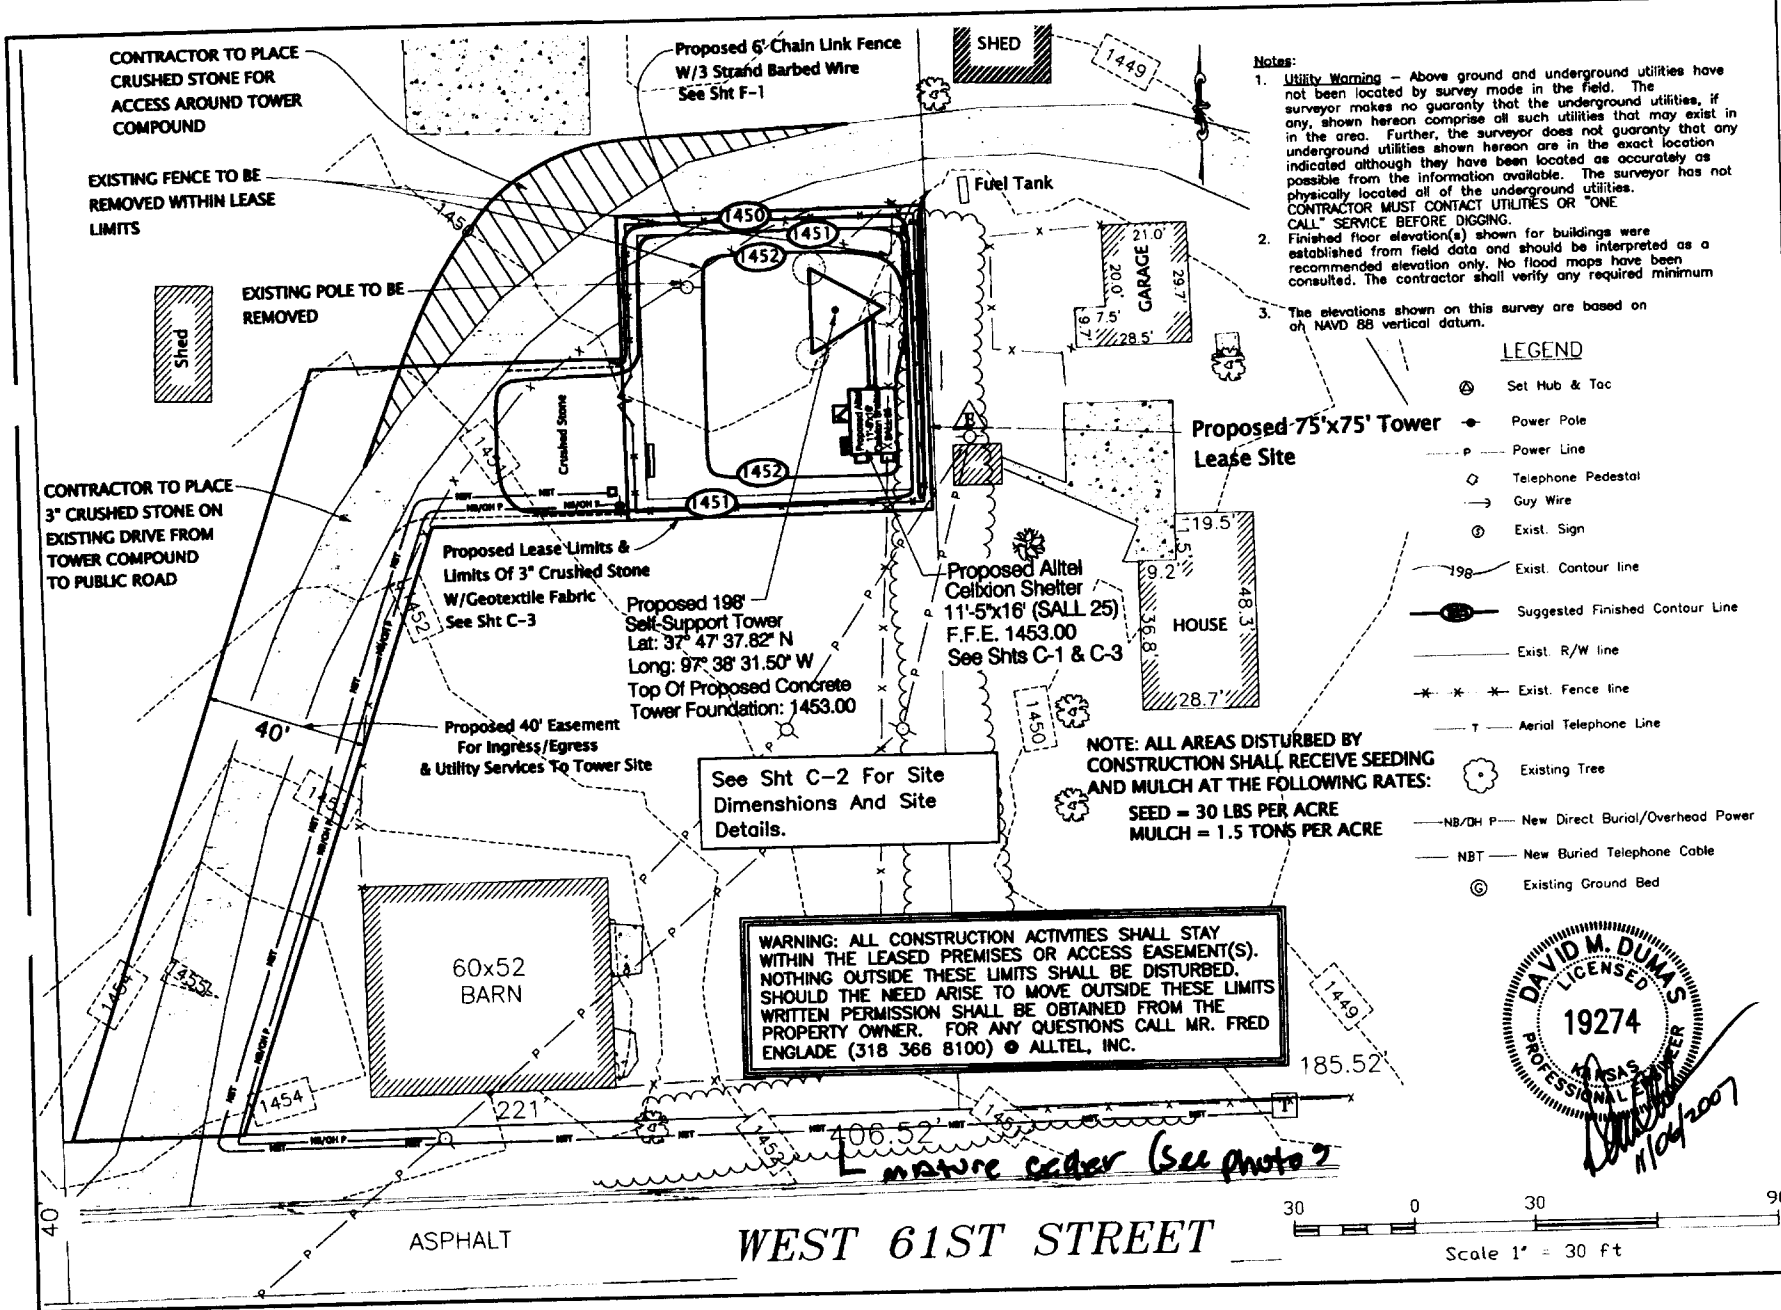 CONTRACTOR TO PLACE
CRUSHED STONE FOR
ACCESS AROUND TOWER
COMPOUND
EXISTING FENCE TO BE
REMOVED WITHIN LEASE
LIMITS
EXISTING POLE TO BE
REMOVED
Shed
CONTRACTOR TO PLACE
3" CRUSHED STONE ON
EXISTING DRIVE FROM
TOWER COMPOUND
TO PUBLIC ROAD
Proposed 6' Chain Link Fence
W/3 Strand Barbed Wire
See Sht F-1
SHED
1449
Fuel Tank
1450
1450
1451
1452
1452
1451
Crushed Stone
21.0'
20.0'
GARAGE
29.7'
7.5'
9.7'
28.5'
Proposed 75'x75' Tower
Lease Site
Proposed Lease Limits &
Limits Of 3" Crushed Stone
W/Geotextile Fabric
See Sht C-3
Proposed 198'
Self-Support Tower
Lat: 37° 47' 37.82" N
Long: 97° 38' 31.50" W
Top Of Proposed Concrete
Tower Foundation: 1453.00
Proposed Alltel
Cellxion Shelter
11'-5"x16' (SALL 25)
F.F.E. 1453.00
See Shts C-1 & C-3
19.5'
9.2'
36.8'
HOUSE
48.3'
28.7'
1452
1450
40'
Proposed 40' Easement
For Ingress/Egress
& Utility Services To Tower Site
See Sht C-2 For Site
Dimenshions And Site
Details.
NOTE: ALL AREAS DISTURBED BY
CONSTRUCTION SHALL RECEIVE SEEDING
AND MULCH AT THE FOLLOWING RATES:
SEED = 30 LBS PER ACRE
MULCH = 1.5 TONS PER ACRE
60x52
BARN
WARNING: ALL CONSTRUCTION ACTIVITIES SHALL STAY
WITHIN THE LEASED PREMISES OR ACCESS EASEMENT(S).
NOTHING OUTSIDE THESE LIMITS SHALL BE DISTURBED.
SHOULD THE NEED ARISE TO MOVE OUTSIDE THESE LIMITS
WRITTEN PERMISSION SHALL BE OBTAINED FROM THE
PROPERTY OWNER. FOR ANY QUESTIONS CALL MR. FRED
ENGLADE (318 366 8100) @ ALLTEL, INC.
1454
1455
1454
1449
185.52'
221'
406.52'
1453
T
NBT
NB/OH P
mature ceder (see photos
40'
ASPHALT
WEST 61ST STREET
Notes:
1. Utility Warning – Above ground and underground utilities have
not been located by survey mode in the field. The
surveyor makes no guaranty that the underground utilities, if
any, shown hereon comprise all such utilities that may exist in
in the area. Further, the surveyor does not guaranty that any
underground utilities shown hereon are in the exact location
indicated although they have been located as accurately as
possible from the information available. The surveyor has not
physically located all of the underground utilities.
CONTRACTOR MUST CONTACT UTILITIES OR "ONE
CALL" SERVICE BEFORE DIGGING.
2. Finished floor elevation(s) shown for buildings were
established from field data and should be interpreted as a
recommended elevation only. No flood maps have been
consulted. The contractor shall verify any required minimum
3. The elevations shown on this survey are based on
an NAVD 88 vertical datum.
LEGEND
Set Hub & Tac
Power Pole
P Power Line
Telephone Pedestal
Guy Wire
Exist. Sign
198 Exist. Contour line
Suggested Finished Contour Line
Exist. R/W line
Exist. Fence line
T Aerial Telephone Line
Existing Tree
NB/OH P New Direct Burial/Overhead Power
NBT New Buried Telephone Cable
G Existing Ground Bed
DAVID M. DUMAS
LICENSED
19274
KANSAS
PROFESSIONAL ENGINEER
11/06/2007
30 0 30 90
Scale 1" = 30 ft